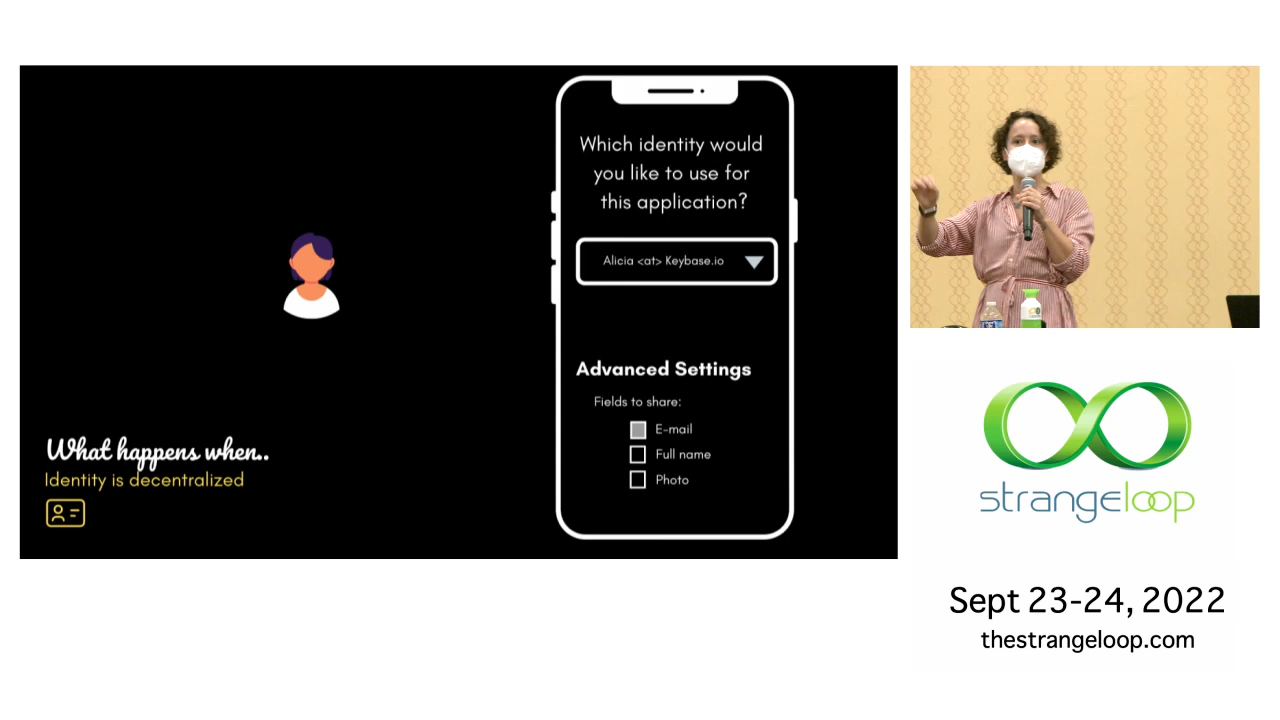 Which identity would
you like to use for
this application?
Alicia <at> Keybase.io
Advanced Settings
Fields to share:
E-mail
Full name
Photo
What happens when..
Identity is decentralized
strangeloop
Sept 23-24, 2022
thestrangeloop.com